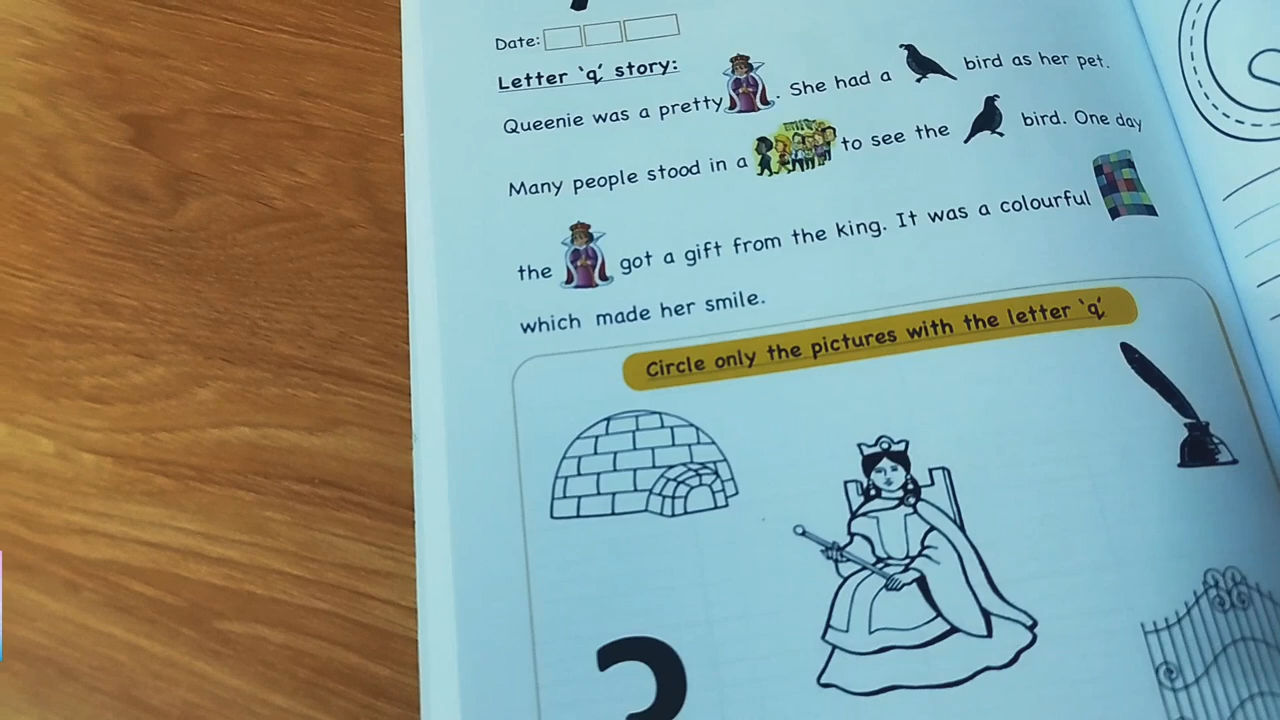 Date:
Letter 'q' story:
Queenie was a pretty . She had a bird as her pet.
Many people stood in a to see the bird. One day
the got a gift from the king. It was a colourful
which made her smile.
Circle only the pictures with the letter 'q'
?